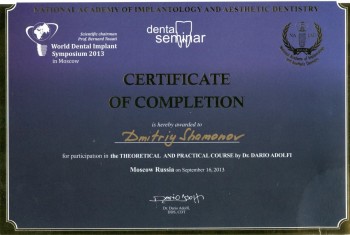 NATIONAL ACADEMY OF IMPLANTOLOGY AND AESTHETIC DENTISTRY
Scientific chairman
Prof. Bernard Touati
World Dental Implant
Symposium 2013
in Moscow
dental
seminar
CERTIFICATE
OF COMPLETION
is hereby awarded to
Dmitriy Shamanov
for participation in the THEORETICAL AND PRACTICAL COURSE by Dr. DARIO ADOLFI
Moscow Russia on September 16, 2013
Dr. Dario Adolfi